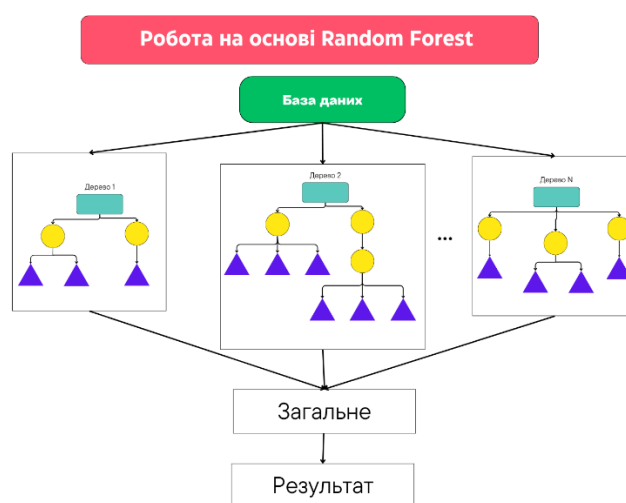 Робота на основі Random Forest
База даних
Дерево 1
Дерево 2
Дерево N
...
Загальне
Результат